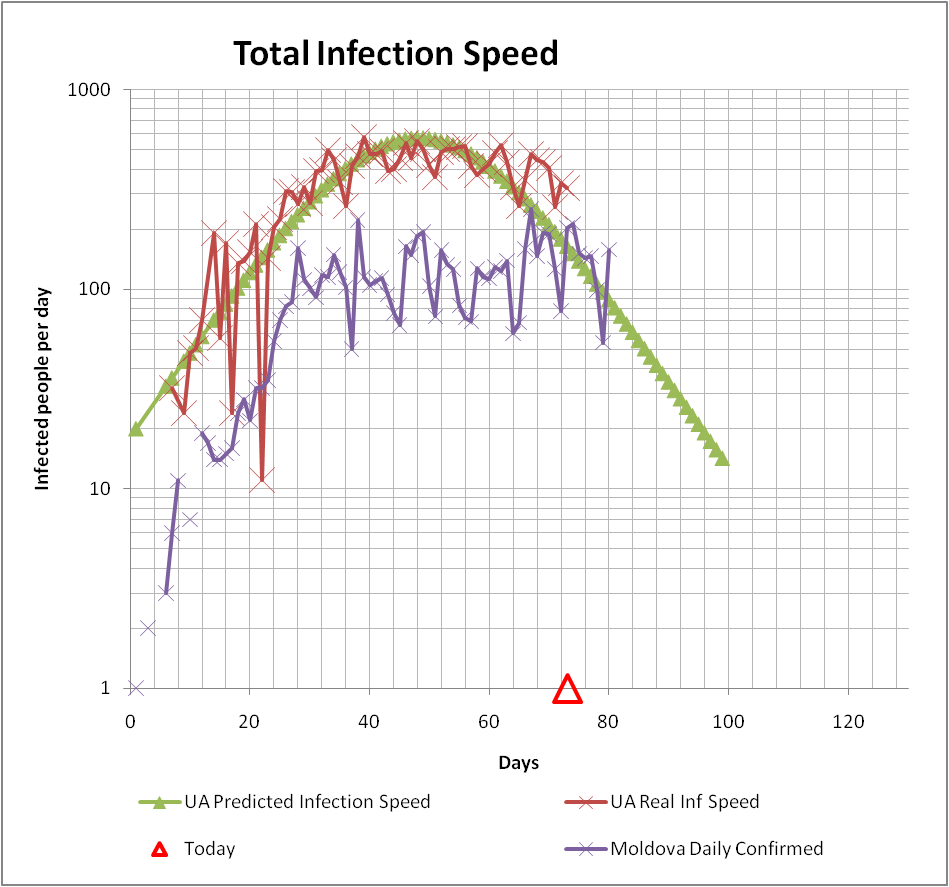 Total Infection Speed
1000
100
10
1
Infected people per day
0 20 40 60 80 100 120
Days
UA Predicted Infection Speed
UA Real Inf Speed
Today
Moldova Daily Confirmed